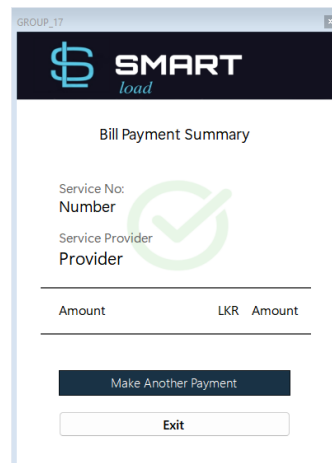 GROUP_17
x
SMART
load
Bill Payment Summary
Service No:
Number
Service Provider
Provider
Amount LKR Amount
Make Another Payment
Exit